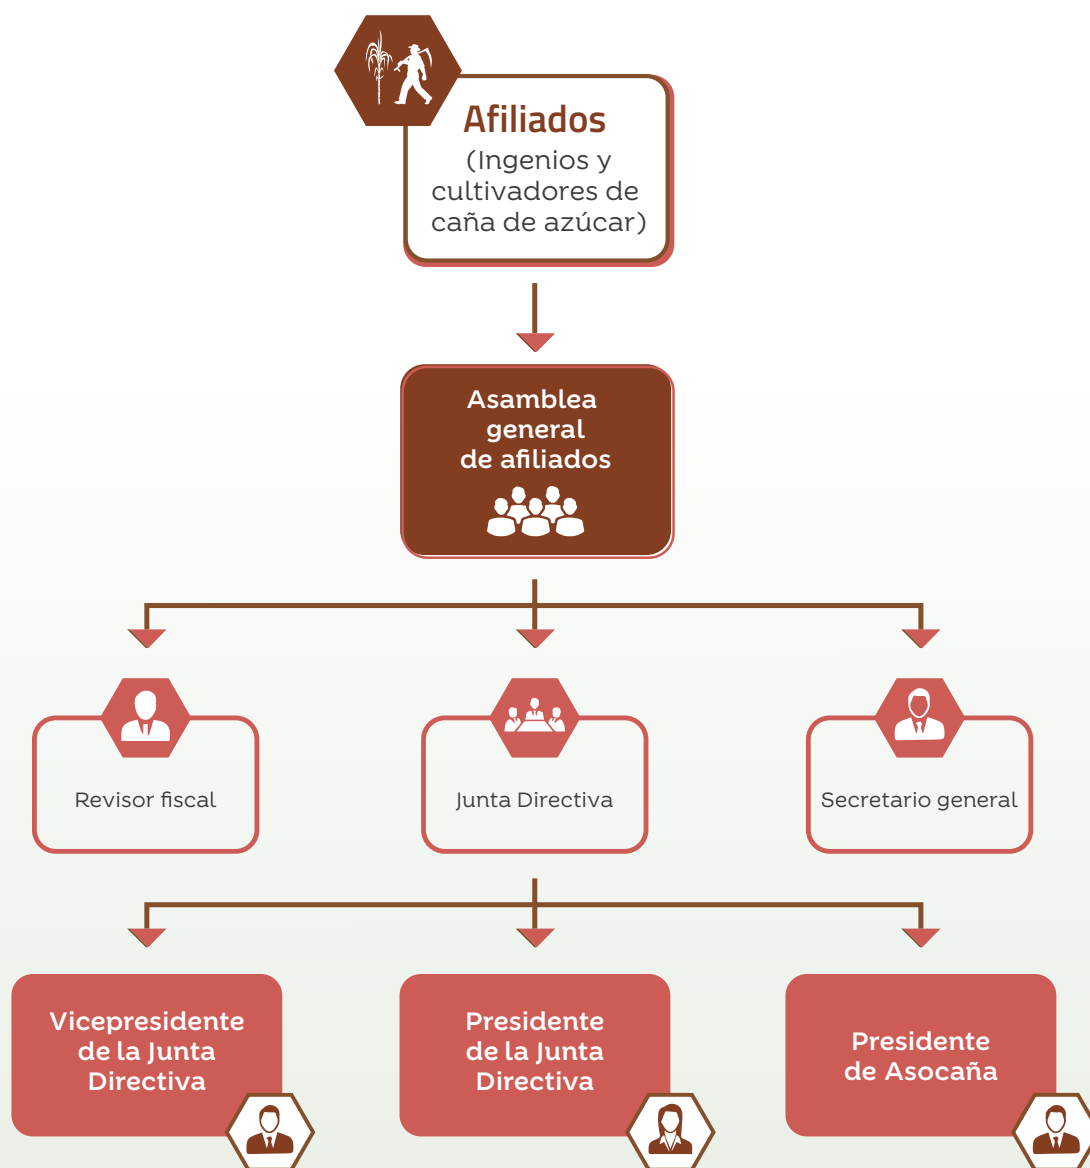 Afiliados
(Ingenios y
cultivadores de
caña de azúcar)
Asamblea
general
de afiliados
Revisor fiscal
Junta Directiva
Secretario general
Vicepresidente
de la Junta
Directiva
Presidente
de la Junta
Directiva
Presidente
de Asocaña